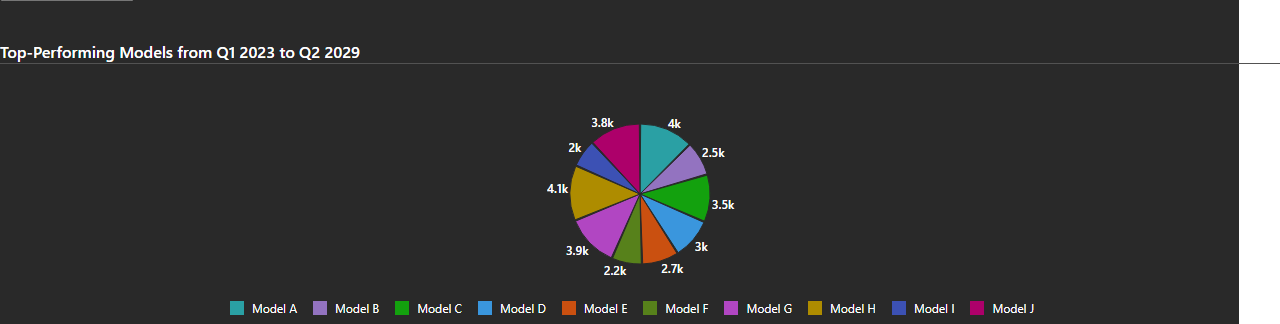 Top-Performing Models from Q1 2023 to Q2 2029
3.8k
4k
2k
2.5k
4.1k
3.5k
3.9k
3k
2.2k
2.7k
Model A Model B Model C Model D Model E Model F Model G Model H Model I Model J